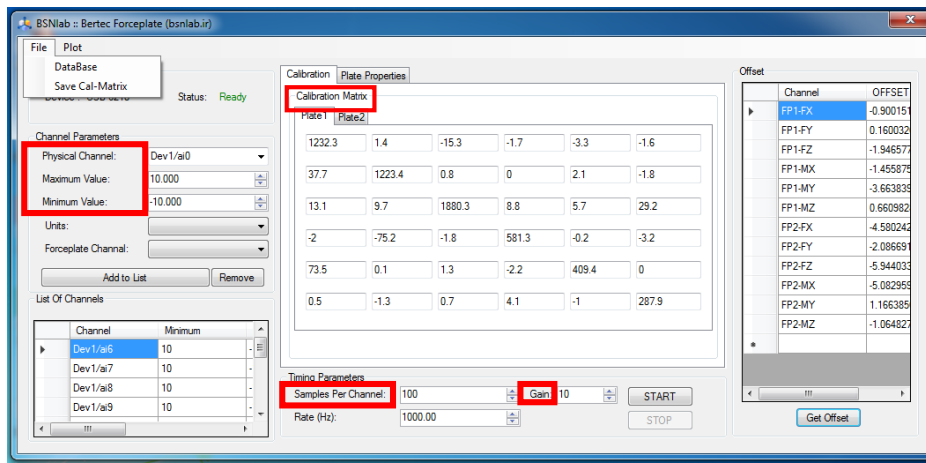 BSNlab :: Bertec Forceplate (bsnlab.ir)
File Plot
DataBase
Save Cal-Matrix
Status: Ready
Channel Parameters
Physical Channel: Dev1/ai0
Maximum Value: 10.000
Minimum Value: -10.000
Units:
Forceplate Channel:
Add to List Remove
List Of Channels
Channel Minimum
Dev1/ai6 10 -
Dev1/ai7 10 -
Dev1/ai8 10 -
Dev1/ai9 10 -
Calibration Plate Properties
Calibration Matrix
Plate1 Plate2
1232.3 1.4 -15.3 -1.7 -3.3 -1.6
37.7 1223.4 0.8 0 2.1 -1.8
13.1 9.7 1880.3 8.8 5.7 29.2
-2 -75.2 -1.8 581.3 -0.2 -3.2
73.5 0.1 1.3 -2.2 409.4 0
0.5 -1.3 0.7 4.1 -1 287.9
Timing Parameters
Samples Per Channel: 100 Gain: 10 START
Rate (Hz): 1000.00 STOP
Offset
Channel OFFSET
FP1-FX -0.900151
FP1-FY 0.160032
FP1-FZ -1.946577
FP1-MX -1.455875
FP1-MY -3.663839
FP1-MZ 0.660982
FP2-FX -4.580242
FP2-FY -2.086691
FP2-FZ -5.944033
FP2-MX -5.082959
FP2-MY 1.166385
FP2-MZ -1.064827
Get Offset